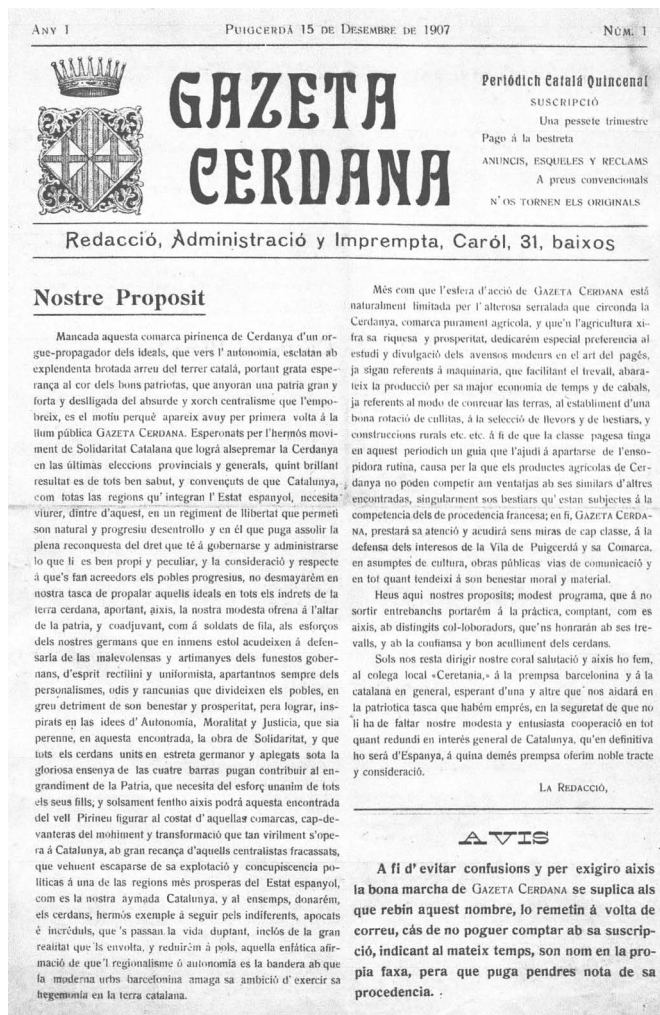 ANY I
PUIGCERDÁ 15 DE DESEMBRE DE 1907
NÚM. 1
GAZETA
CERDANA
Periódich Catalá Quincenal
SUSCRIPCIÓ
Una pessete trimestre
Pago á la bestreta
ANUNCIS, ESQUELES Y RECLAMS
A preus convencionals
N'OS TORNEN ELS ORIGINALS
Redacció, Administració y Imprempta, Caról, 31, baixos
Nostre Proposit
Mancada aquesta comarca pirinenca de Cerdanya d'un or-
gue-propagador dels ideals, que vers l'autonomia, esclatan ab
explendenta brotada arreu del terrer catalá, portant grata espe-
rança al cor dels bons patriotas, que anyoran una patria gran y
forta y deslligada del absurde y xorch centralisme que l'empo-
breix, es el motiu perquè apareix avuy per primera volta á la
llum pública GAZETA CERDANA. Esperonats per l'hermós movi-
ment de Solidaritat Catalana que lográ alsepremar la Cerdanya
en las últimas eleccions provincials y generals, quint brillant
resultat es de tots ben sabut, y convençuts de que Catalunya,
com totas las regions qu'integran l'Estat espanyol, necesita
viurer, dintre d'aquest, en un regiment de llibertat que permeti
son natural y progresiu desentrollo y en él que puga assolir la
plena reconquesta del dret que té á gobernarse y administrarse
lo que li es ben propi y peculiar, y la consideració y respecte
á que's fan acreedors els pobles progresius, no desmayarém en
nostra tasca de propalar aquells ideals en tots els indrets de la
terra cerdana, aportant, aixis, la nostra modesta ofrena á l'altar
de la patria, y coadjuvant, com á soldats de fila, als esforços
dels nostres germans que en inmens estol acudeixen á defen-
sarla de las malevolensas y artimanyes dels funestos gober-
nans, d'esprit rectilini y uniformista, apartantnos sempre dels
personalismes, odis y rancunias que divideixen els pobles, en
greu detriment de son benestar y prosperitat, pera lograr, ins-
pirats en las idees d'Autonomia, Moralitat y Justicia, que sia
perenne, en aquesta encontrada, la obra de Solidaritat, y que
tots els cerdans units en estreta germanor y aplegats sota la
gloriosa ensenya de las cuatre barras pugan contribuir al en-
grandiment de la Patria, que necesita del esforç unanim de tots
els seus fills; y solsament fentho aixis podrá aquesta encontrada
del vell Pirineu figurar al costat d'aquellas comarcas, cap-de-
vanteras del mohiment y transformació que tan virilment s'ope-
ra á Catalunya, ab gran recança d'aquells centralistas fracassats,
que vehuent escaparse de sa explotació y concupiscencia po-
líticas á una de las regions mès prosperas del Estat espanyol,
com es la nostra aymada Catalunya, y al ensemps, donarém,
els cerdans, hermós exemple á seguir pels indiferents, apocats
é incréduls, que's passan la vida duptant, inclós de la gran
realitat que'ls envolta, y reduirém á pols, aquella enfática afir-
mació de que'l regionalisme ó autonomia es la bandera ab que
la moderna urbs barcelonina amaga sa ambició d'exercir sa
hegemonía en la terra catalana.
Més com que l'esfera d'acció de GAZETA CERDANA está
naturalment limitada per l'alterosa serralada que circonda la
Cerdanya, comarca purament agrícola, y que'n l'agricultura xi-
fra sa riquesa y prosperitat, dedicarém especial preferencia al
estudi y divulgació dels avensos modeurs en el art del pagés,
ja sigan referents á maquinaria, que facilitant el trevall, abara-
teix la producció per sa major economia de temps y de cabals,
ja referents al modo de conreuar las terras, al establiment d'una
bona rotació de cullitas, á la selecció de llevors y de bestiars, y
construccions rurals etc. etc. á fi de que la classe pagesa tinga
en aquest periodich un guia que l'ajudi á apartarse de l'enso-
pidora rutina, causa per la que els productes agrícolas de Cer-
danya no poden competir am ventatjas ab ses similars d'altres
encontradas, singularment sos bestiars qu'estan subjectes á la
competencia dels de procedencia francesa; en fi, GAZETA CERDA-
NA, prestará sa atenció y acudirá sens miras de cap classe, á la
defensa dels interesos de la Vila de Puigcerdá y sa Comarca,
en asumptes de cultura, obras públicas vias de comunicació y
en tot quant tendeixi á son benestar moral y material.
Heus aqui nostres proposits; modest programa, que á no
sortir entrebanchs portarém á la práctica, comptant, com es
aixis, ab distingits col-loboradors, que'ns honrarán ab ses tre-
valls, y ab la confiansa y bon acullíment dels cerdans.
Sols nos resta dirigir nostre coral salutació y aixis ho fem,
al colega local «Ceretania,» á la prempsa barcelonina y á la
catalana en general, esperant d'una y altre que nos aidará en
la patriotica tasca que habém emprés, en la seguretat de que no
li ha de faltar nostre modesta y entusiasta cooperació en tot
quant redundi en interés general de Catalunya, qu'en definitiva
ho será d'Espanya, á quina demés prempsa oferim noble tracte
y consideració.
LA REDACCIÓ,
AVIS
A fi d'evitar confusions y per exigiro aixis
la bona marcha de GAZETA CERDANA se suplica als
que rebin aquest nombre, lo remetin á volta de
correu, cás de no poguer comptar ab sa suscrip-
ció, indicant al mateix temps, son nom en la pro-
pia faxa, pera que puga pendres nota de sa
procedencia.